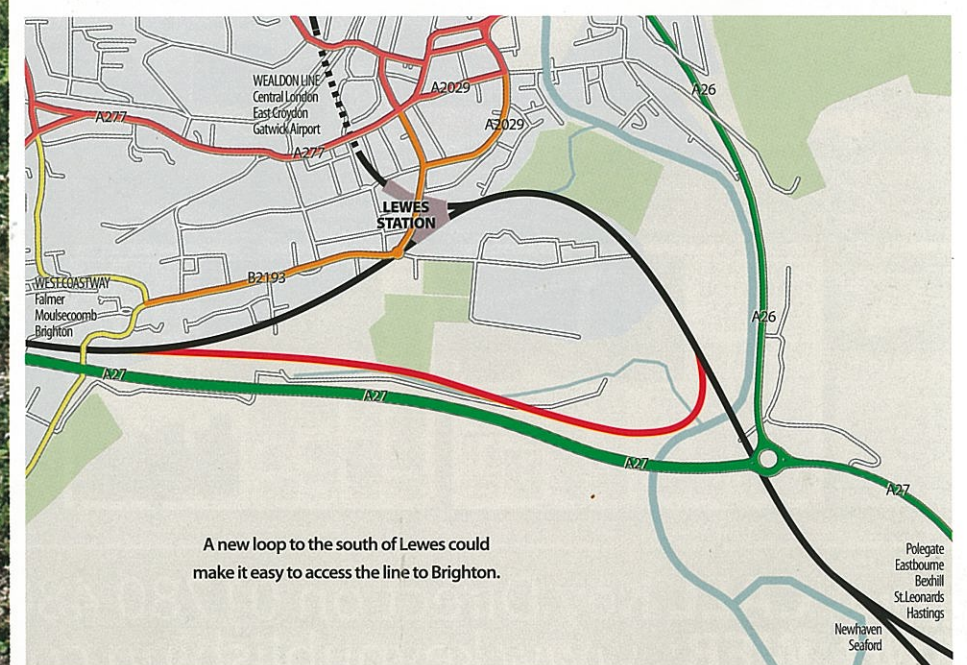 WEALDON LINE
Central London
East Croydon
Gatwick Airport
A2029
A26
A277
A2029
A277
LEWES
STATION
B2193
WEST COASTWAY
Falmer
Moulsecoomb
Brighton
A26
A27
A27
A27
A27
A new loop to the south of Lewes could
make it easy to access the line to Brighton.
Polegate
Eastbourne
Bexhill
St.Leonards
Hastings
Newhaven
Seaford